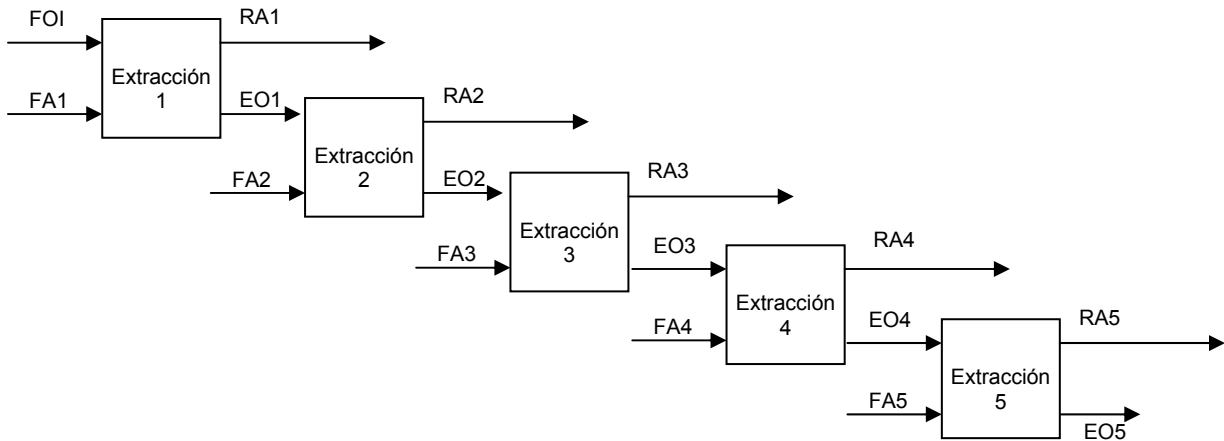 FOI
RA1
Extracción
1
FA1
EO1
RA2
Extracción
2
FA2
EO2
RA3
Extracción
3
FA3
EO3
RA4
Extracción
4
FA4
EO4
RA5
Extracción
5
FA5
EO5